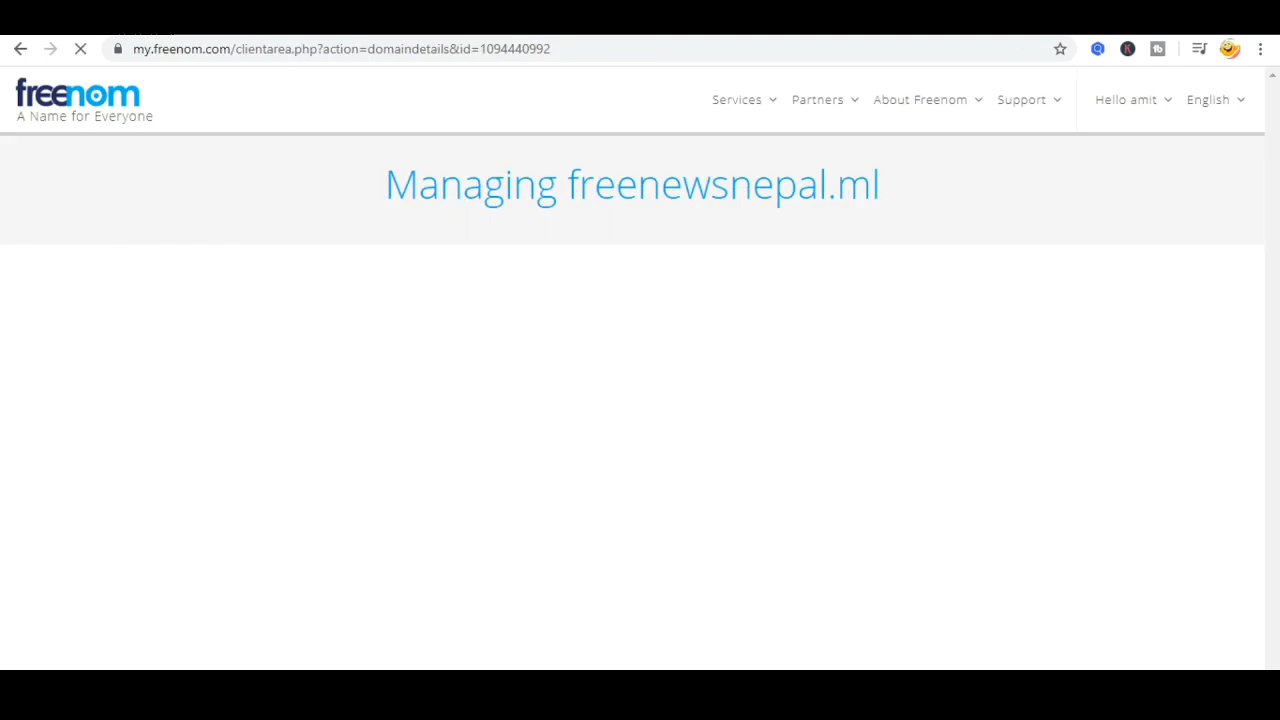 my.freenom.com/clientarea.php?action=domaindetails&id=1094440992
freenom
A Name for Everyone
Services Partners About Freenom Support Hello amit English
Managing freenewsnepal.ml